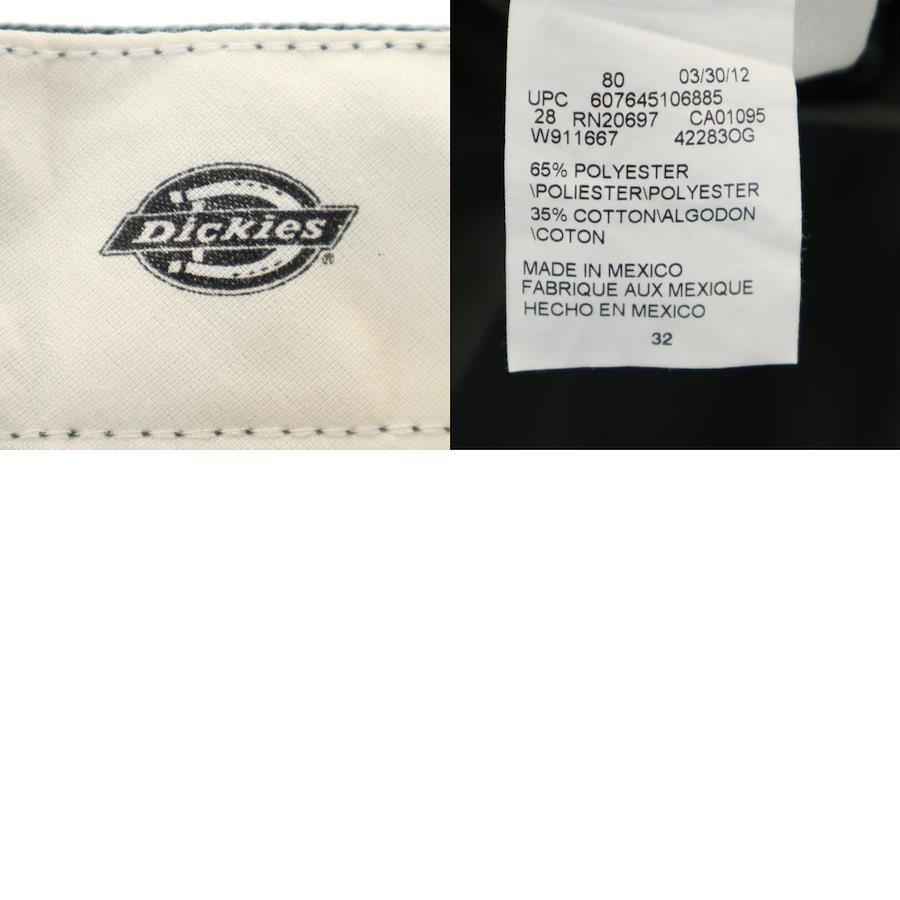 Dickies
®
80 03/30/12
UPC 607645106885
28 RN20697 CA01095
W911667 42283OG
65% POLYESTER
\POLIESTER\POLYESTER
35% COTTON\ALGODON
\COTON
MADE IN MEXICO
FABRIQUE AUX MEXIQUE
HECHO EN MEXICO
32